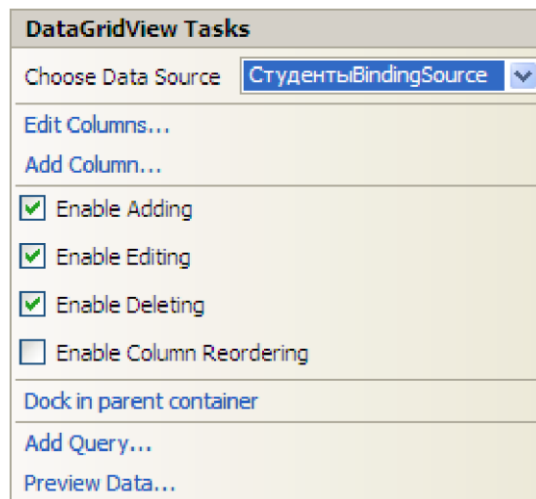 DataGridView Tasks
Choose Data Source СтудентыBindingSource
Edit Columns...
Add Column...
Enable Adding
Enable Editing
Enable Deleting
Enable Column Reordering
Dock in parent container
Add Query...
Preview Data...